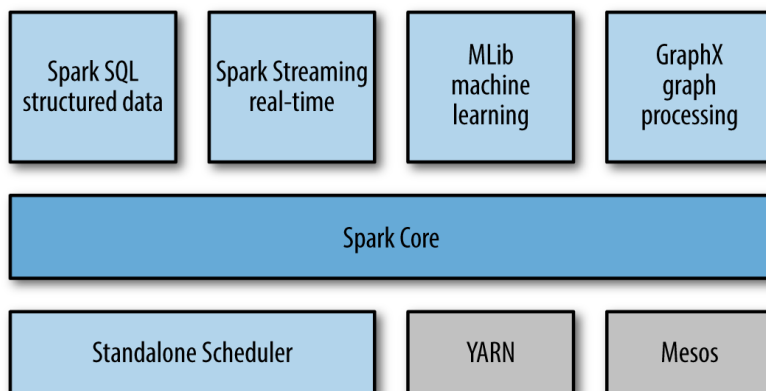 Spark SQL
structured data
Spark Streaming
real-time
MLib
machine
learning
GraphX
graph
processing
Spark Core
Standalone Scheduler
YARN
Mesos